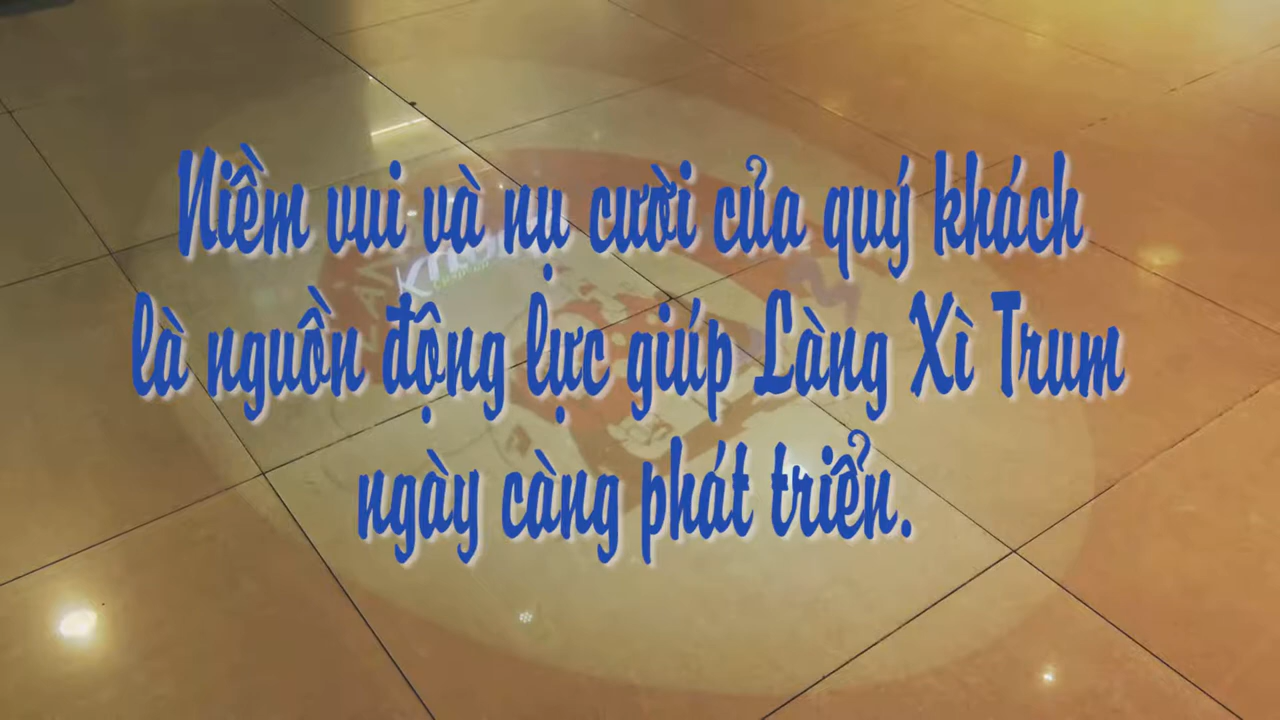 Niềm vui và nụ cười của quý khách
là nguồn động lực giúp Làng Xì Trum
ngày càng phát triển.